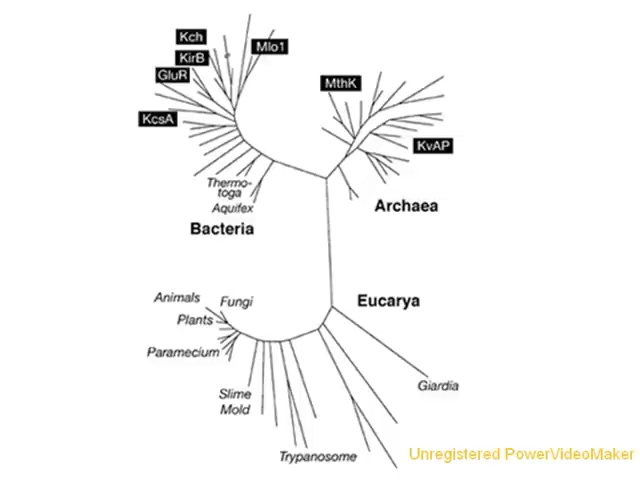 Kch
Mlo1
KirB
GluR
MthK
KcsA
KvAP
Thermo-
toga
Aquifex
Archaea
Bacteria
Animals
Fungi
Eucarya
Plants
Paramecium
Giardia
Slime
Mold
Trypanosome
Unregistered PowerVideoMaker